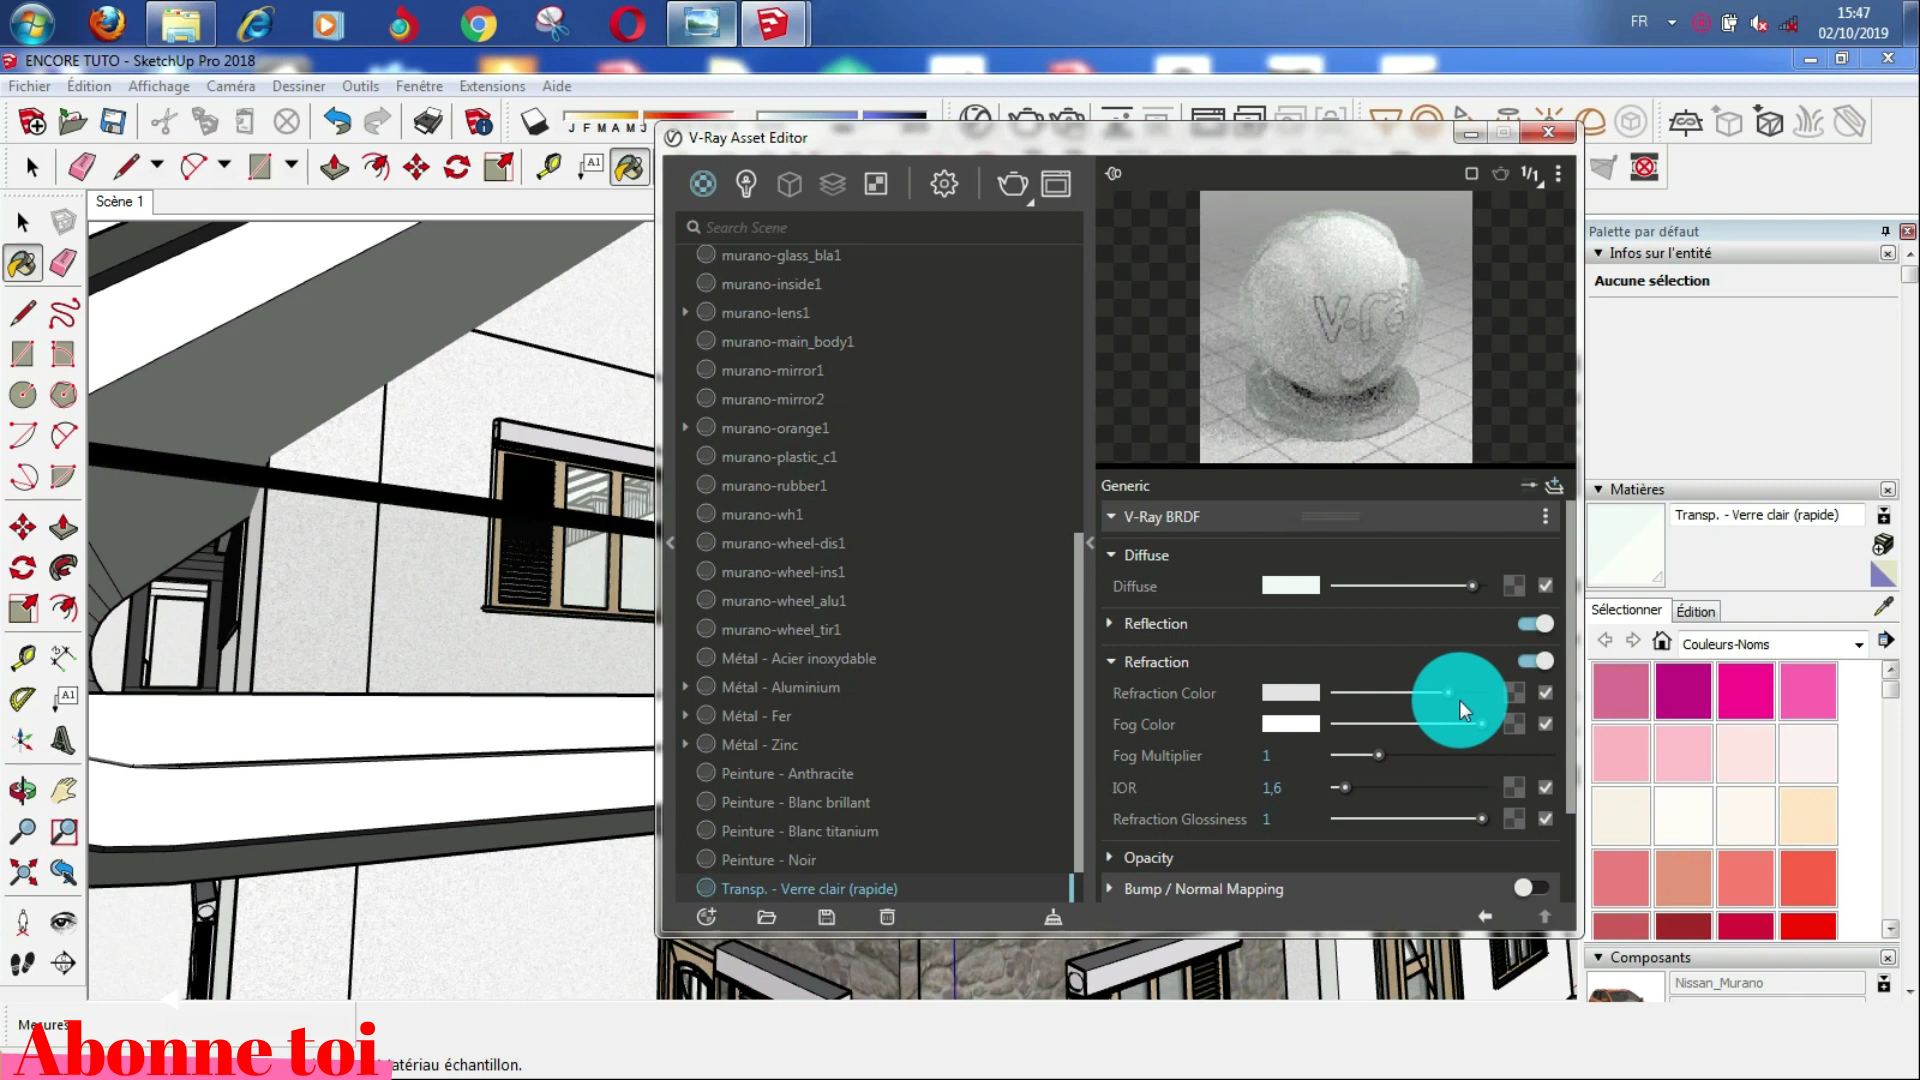 FR
15:47
02/10/2019
ENCORE TUTO - SketchUp Pro 2018
Fichier Édition Affichage Caméra Dessiner Outils Fenêtre Extensions Aide
J F M A M J
V-Ray Asset Editor
A1
Scène 1
1/1
Search Scene
murano-glass_bla1
murano-inside1
murano-lens1
murano-main_body1
murano-mirror1
murano-mirror2
murano-orange1
murano-plastic_c1
murano-rubber1
murano-wh1
murano-wheel-dis1
murano-wheel-ins1
murano-wheel_alu1
murano-wheel_tir1
Métal - Acier inoxydable
Métal - Aluminium
Métal - Fer
Métal - Zinc
Peinture - Anthracite
Peinture - Blanc brillant
Peinture - Blanc titanium
Peinture - Noir
Transp. - Verre clair (rapide)
Generic
V-Ray BRDF
Diffuse
Diffuse
Reflection
Refraction
Refraction Color
Fog Color
Fog Multiplier 1
IOR 1,6
Refraction Glossiness 1
Opacity
Bump / Normal Mapping
Palette par défaut
Infos sur l'entité
Aucune sélection
Matières
Transp. - Verre clair (rapide)
Sélectionner Édition
Couleurs-Noms
Composants
Nissan_Murano
A1
Mesures
Abonne toi
atériau échantillon.